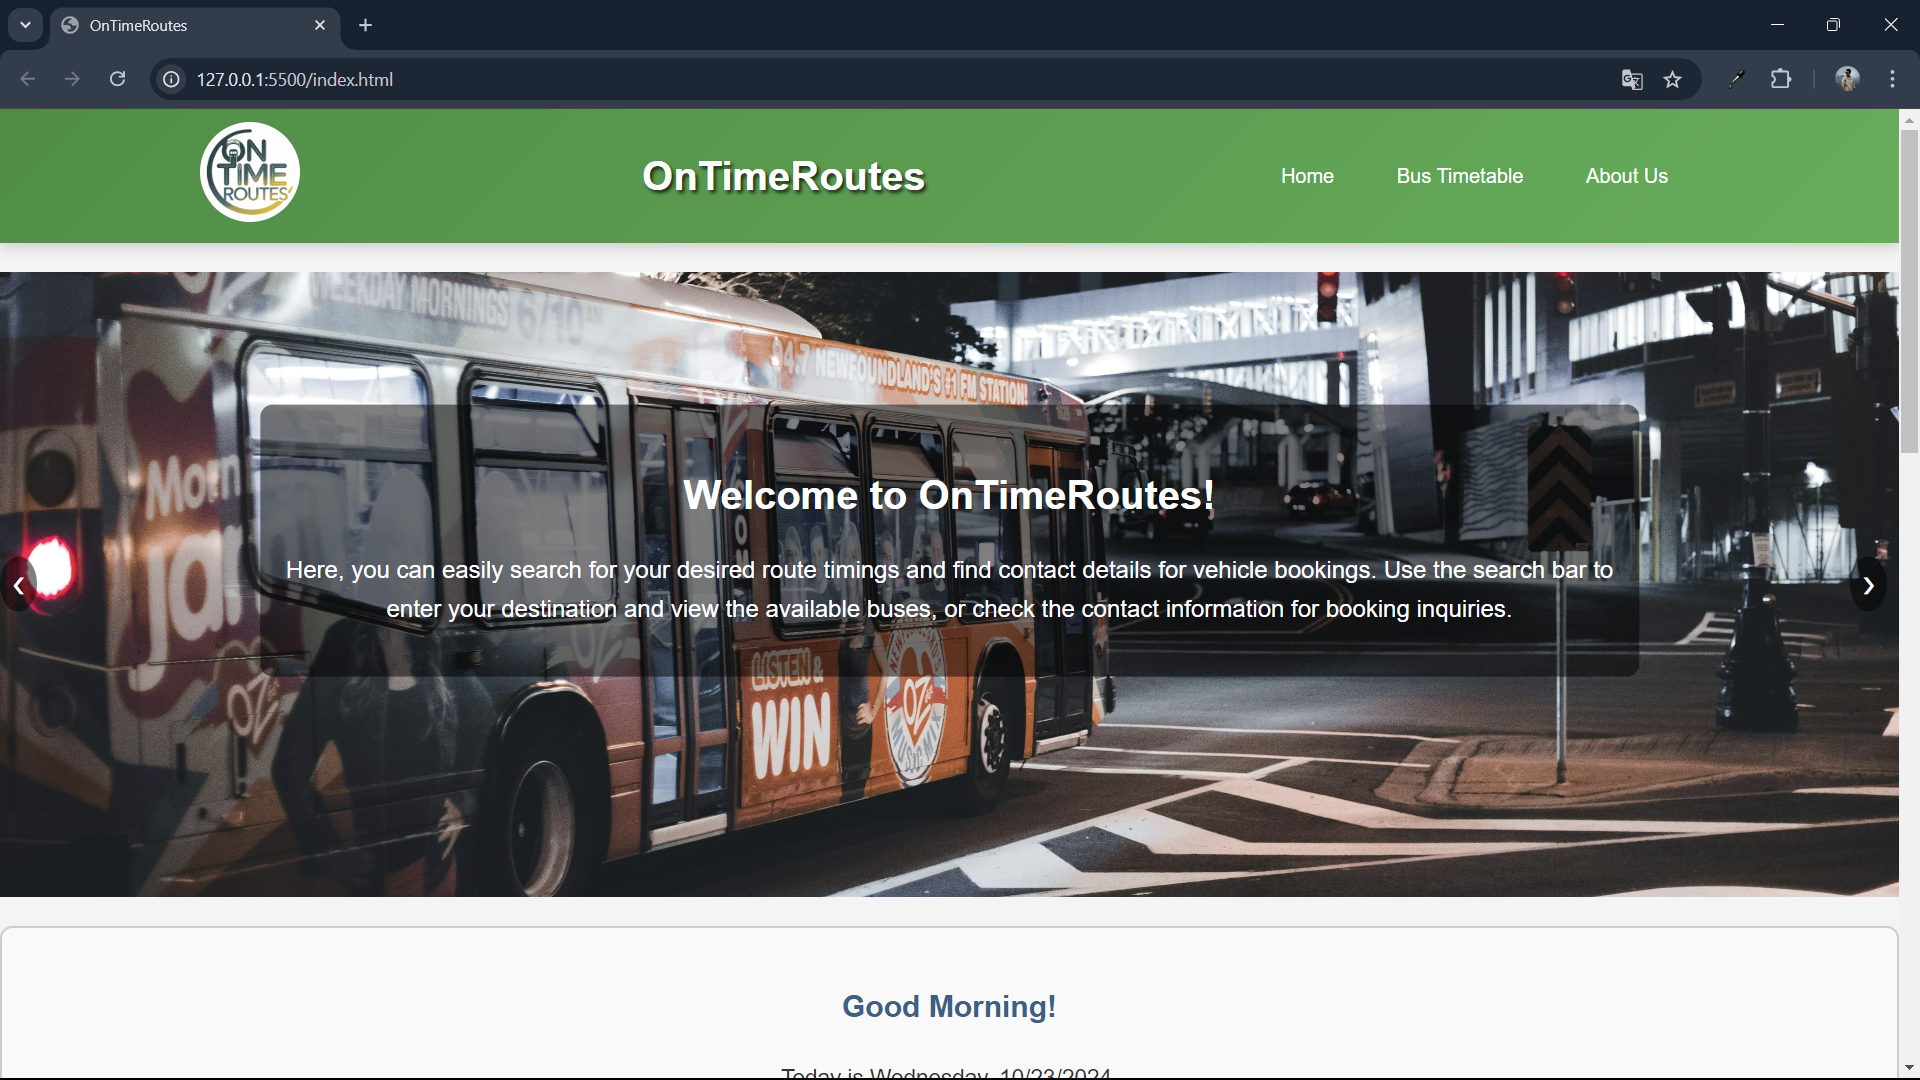 OnTimeRoutes
127.0.0.1:5500/index.html
ON
TIME
ROUTES
OnTimeRoutes
Home
Bus Timetable
About Us
WEEKDAY MORNINGS 6/10 AM
94.7 NEWFOUNDLAND'S #1 FM STATION!
Welcome to OnTimeRoutes!
Here, you can easily search for your desired route timings and find contact details for vehicle bookings. Use the search bar to
enter your destination and view the available buses, or check the contact information for booking inquiries.
❮
❯
LISTEN &
WIN
OZ
OZ
Good Morning!
Today is Wednesday, 10/23/2024